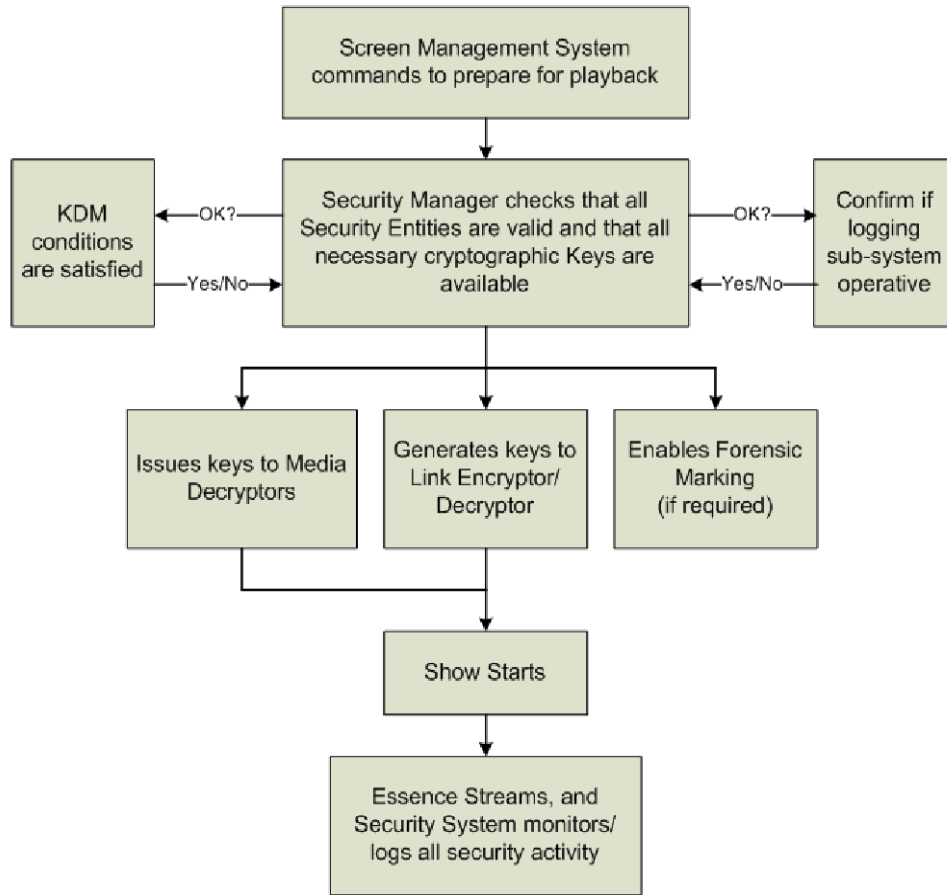 Screen Management System
commands to prepare for playback
KDM
conditions
are satisfied
OK?
Yes/No
Security Manager checks that all
Security Entities are valid and that all
necessary cryptographic Keys are
available
OK?
Yes/No
Confirm if
logging
sub-system
operative
Issues keys to Media
Decryptors
Generates keys to
Link Encryptor/
Decryptor
Enables Forensic
Marking
(if required)
Show Starts
Essence Streams, and
Security System monitors/
logs all security activity